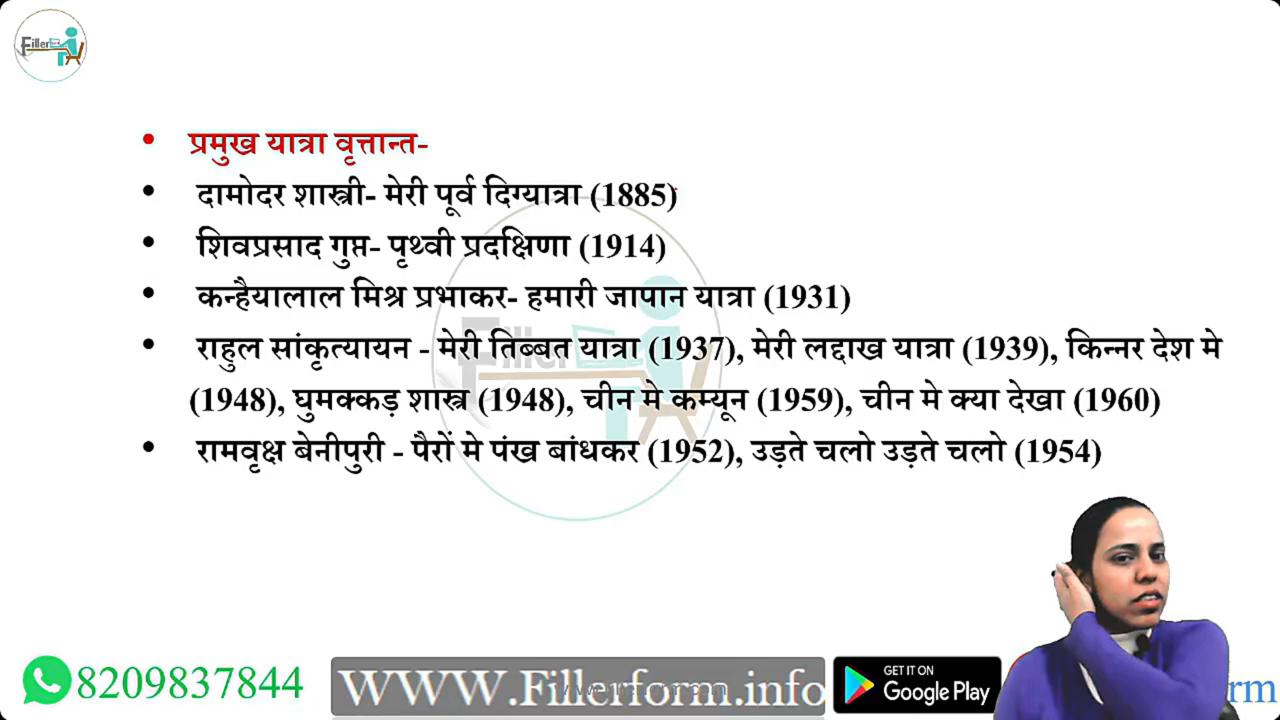 Filler
प्रमुख यात्रा वृत्तान्त-
दामोदर शास्त्री- मेरी पूर्व दिग्यात्रा (1885)
शिवप्रसाद गुप्त- पृथ्वी प्रदक्षिणा (1914)
कन्हैयालाल मिश्र प्रभाकर- हमारी जापान यात्रा (1931)
राहुल सांकृत्यायन - मेरी तिब्बत यात्रा (1937), मेरी लद्दाख यात्रा (1939), किन्नर देश मे
(1948), घुमक्कड़ शास्त्र (1948), चीन मे कम्यून (1959), चीन मे क्या देखा (1960)
रामवृक्ष बेनीपुरी - पैरों मे पंख बांधकर (1952), उड़ते चलो उड़ते चलो (1954)
8209837844
WWW.Fillerform.info
GET IT ON
Google Play
rm